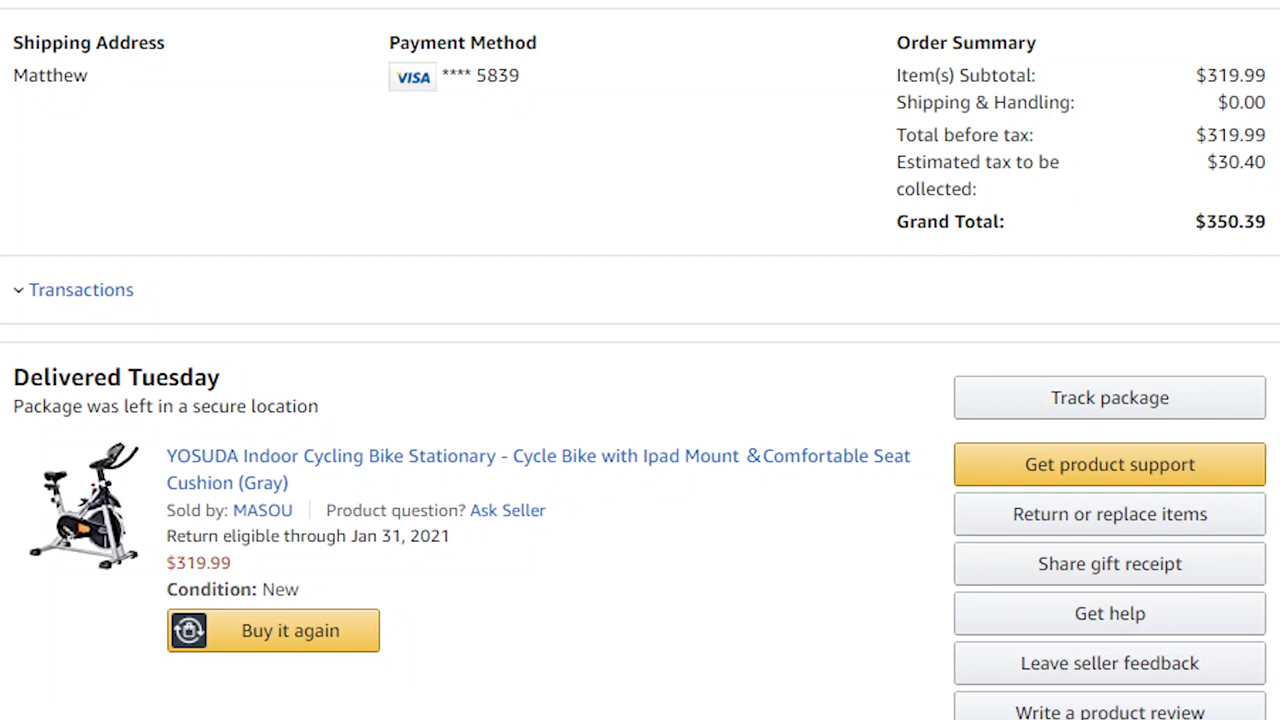 Shipping Address
Matthew
Payment Method
VISA **** 5839
Order Summary
Item(s) Subtotal: $319.99
Shipping & Handling: $0.00
Total before tax: $319.99
Estimated tax to be $30.40
collected:
Grand Total: $350.39
Transactions
Delivered Tuesday
Package was left in a secure location
YOSUDA Indoor Cycling Bike Stationary - Cycle Bike with Ipad Mount &Comfortable Seat
Cushion (Gray)
Sold by: MASOU | Product question? Ask Seller
Return eligible through Jan 31, 2021
$319.99
Condition: New
Buy it again
Track package
Get product support
Return or replace items
Share gift receipt
Get help
Leave seller feedback
Write a product review